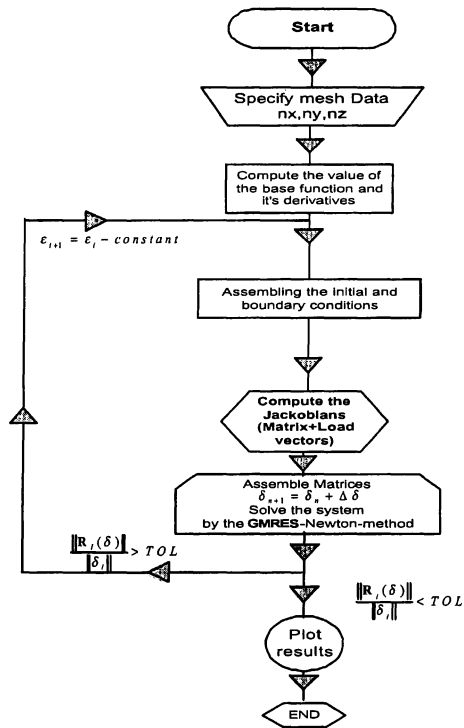 Start
Specify mesh Data
nx,ny,nz
Compute the value of
the base function and
it's derivatives
ε_{i+1} = ε_i - constant
Assembling the initial and
boundary conditions
Compute the
Jackobians
(Matrix+Load
vectors)
Assemble Matrices
δ_{n+1} = δ_n + Δ δ
Solve the system
by the GMRES-Newton-method
‖R_i(δ)‖ / ‖δ_i‖ > TOL
‖R_i(δ)‖ / ‖δ_i‖ < TOL
Plot
results
END